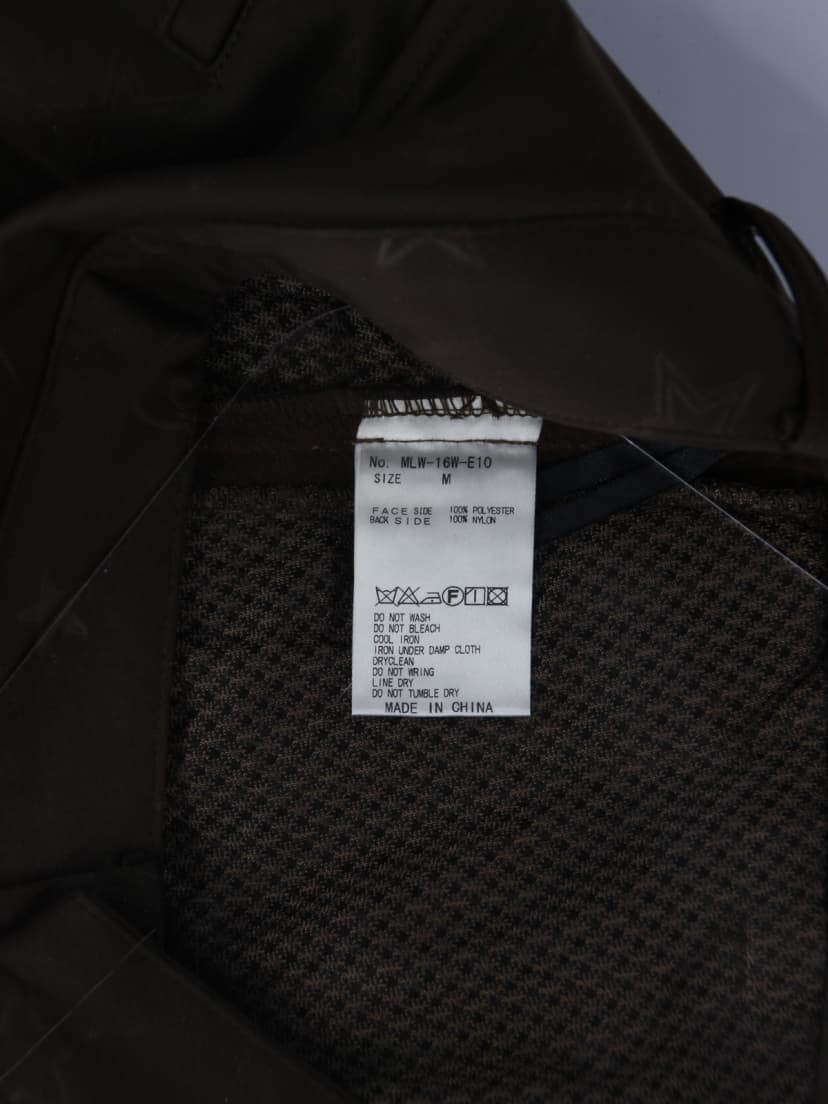 No. MLW-16W-E10
SIZE M
FACE SIDE 100% POLYESTER
BACK SIDE 100% NYLON
F
DO NOT WASH
DO NOT BLEACH
COOL IRON
IRON UNDER DAMP CLOTH
DRYCLEAN
DO NOT WRING
LINE DRY
DO NOT TUMBLE DRY
MADE IN CHINA